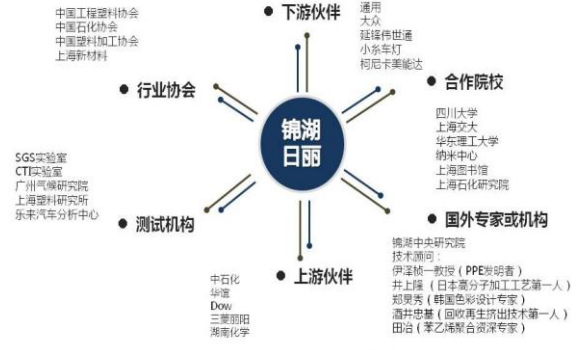 ● 下游伙伴
通用
大众
延锋伟世通
小糸车灯
柯尼卡美能达
● 合作院校
四川大学
上海交大
华东理工大学
纳米中心
上海图书馆
上海石化研究院
● 国外专家或机构
锦湖中央研究院
技术顾问：
伊泽槙一教授（PPE发明者）
井上隆（日本高分子加工工艺第一人）
郑昊秀（韩国色彩设计专家）
酒井忠基（回收再生挤出技术第一人）
田冶（苯乙烯聚合资深专家）
● 上游伙伴
中石化
华谊
Dow
三菱丽阳
湖南化学
● 测试机构
SGS实验室
CTI实验室
广州气候研究院
上海塑料研究所
乐来汽车分析中心
● 行业协会
中国工程塑料协会
中国石化协会
中国塑料加工协会
上海新材料
锦湖
日丽